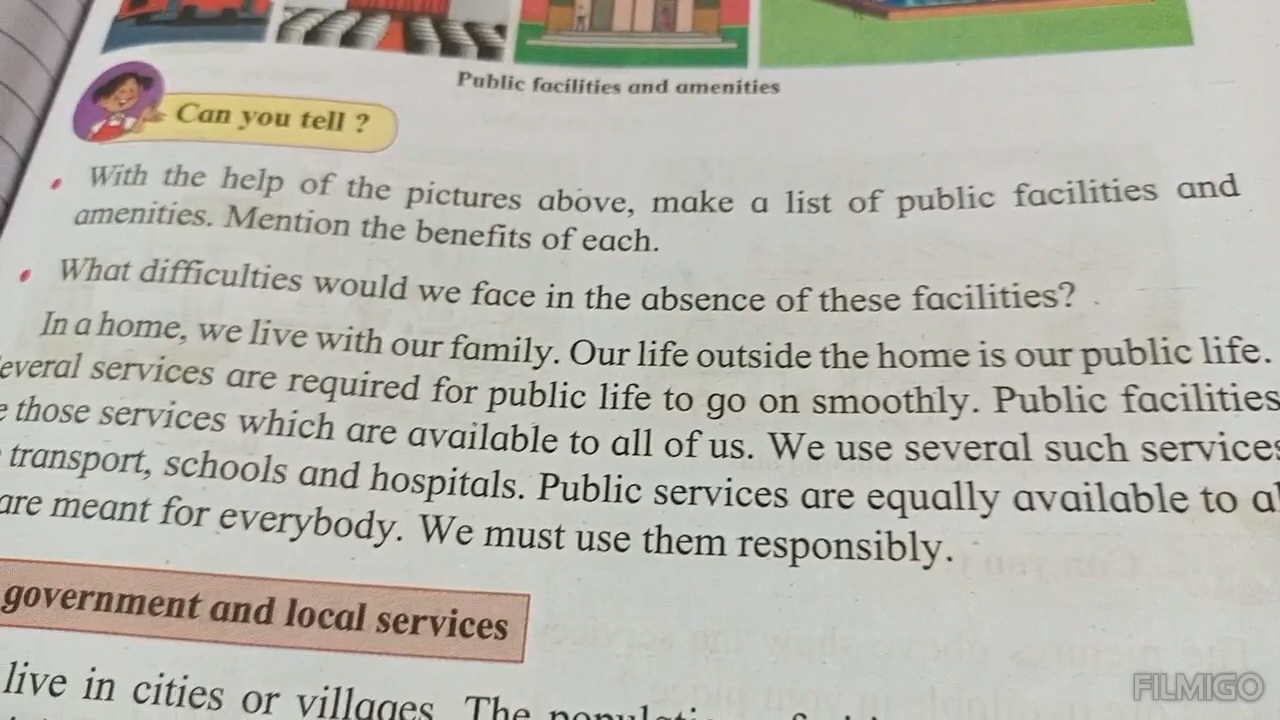 Public facilities and amenities
Can you tell ?
With the help of the pictures above, make a list of public facilities and
amenities. Mention the benefits of each.
What difficulties would we face in the absence of these facilities?
In a home, we live with our family. Our life outside the home is our public life.
everal services are required for public life to go on smoothly. Public facilities
e those services which are available to all of us. We use several such services
transport, schools and hospitals. Public services are equally available to al
are meant for everybody. We must use them responsibly.
government and local services
live in cities or villages. The
FILMIGO